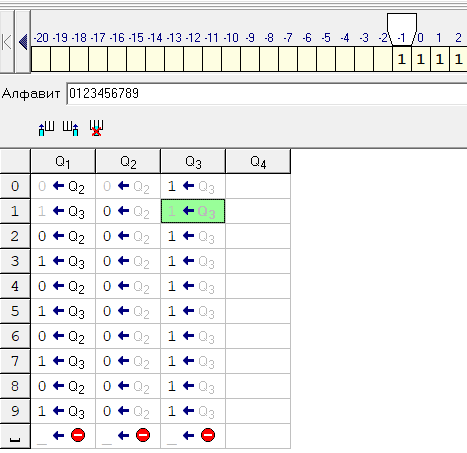 -20 -19 -18 -17 -16 -15 -14 -13 -12 -11 -10 -9 -8 -7 -6 -5 -4 -3 -2 -1 0 1 2
1 1 1 1
Алфавит 0123456789
Q1 Q2 Q3 Q4
0 0 ← Q2 0 ← Q2 1 ← Q3
1 1 ← Q3 0 ← Q2 1 ← Q3
2 0 ← Q2 0 ← Q2 1 ← Q3
3 1 ← Q3 0 ← Q2 1 ← Q3
4 0 ← Q2 0 ← Q2 1 ← Q3
5 1 ← Q3 0 ← Q2 1 ← Q3
6 0 ← Q2 0 ← Q2 1 ← Q3
7 1 ← Q3 0 ← Q2 1 ← Q3
8 0 ← Q2 0 ← Q2 1 ← Q3
9 1 ← Q3 0 ← Q2 1 ← Q3
⎵ _ ← _ ← _ ←